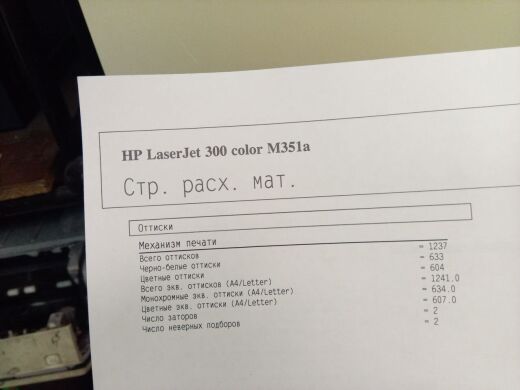 HP LaserJet 300 color M351a
Стр. расх. мат.
Оттиски
Механизм печати
Всего оттисков = 1237
Черно-белые оттиски = 633
Цветные оттиски = 604
Всего экв. оттисков (A4/Letter) = 1241.0
Монохромные экв. оттиски (A4/Letter) = 634.0
Цветные экв. оттиски (A4/Letter) = 607.0
Число заторов = 2
Число неверных подборов = 2